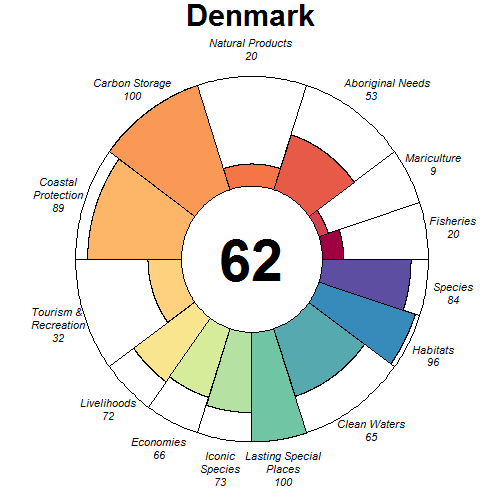 Denmark
Natural Products
20
Carbon Storage
100
Aboriginal Needs
53
Mariculture
9
Coastal
Protection
89
Fisheries
20
62
Species
84
Tourism &
Recreation
32
Habitats
96
Livelihoods
72
Clean Waters
65
Economies
66
Iconic
Species
73
Lasting Special
Places
100